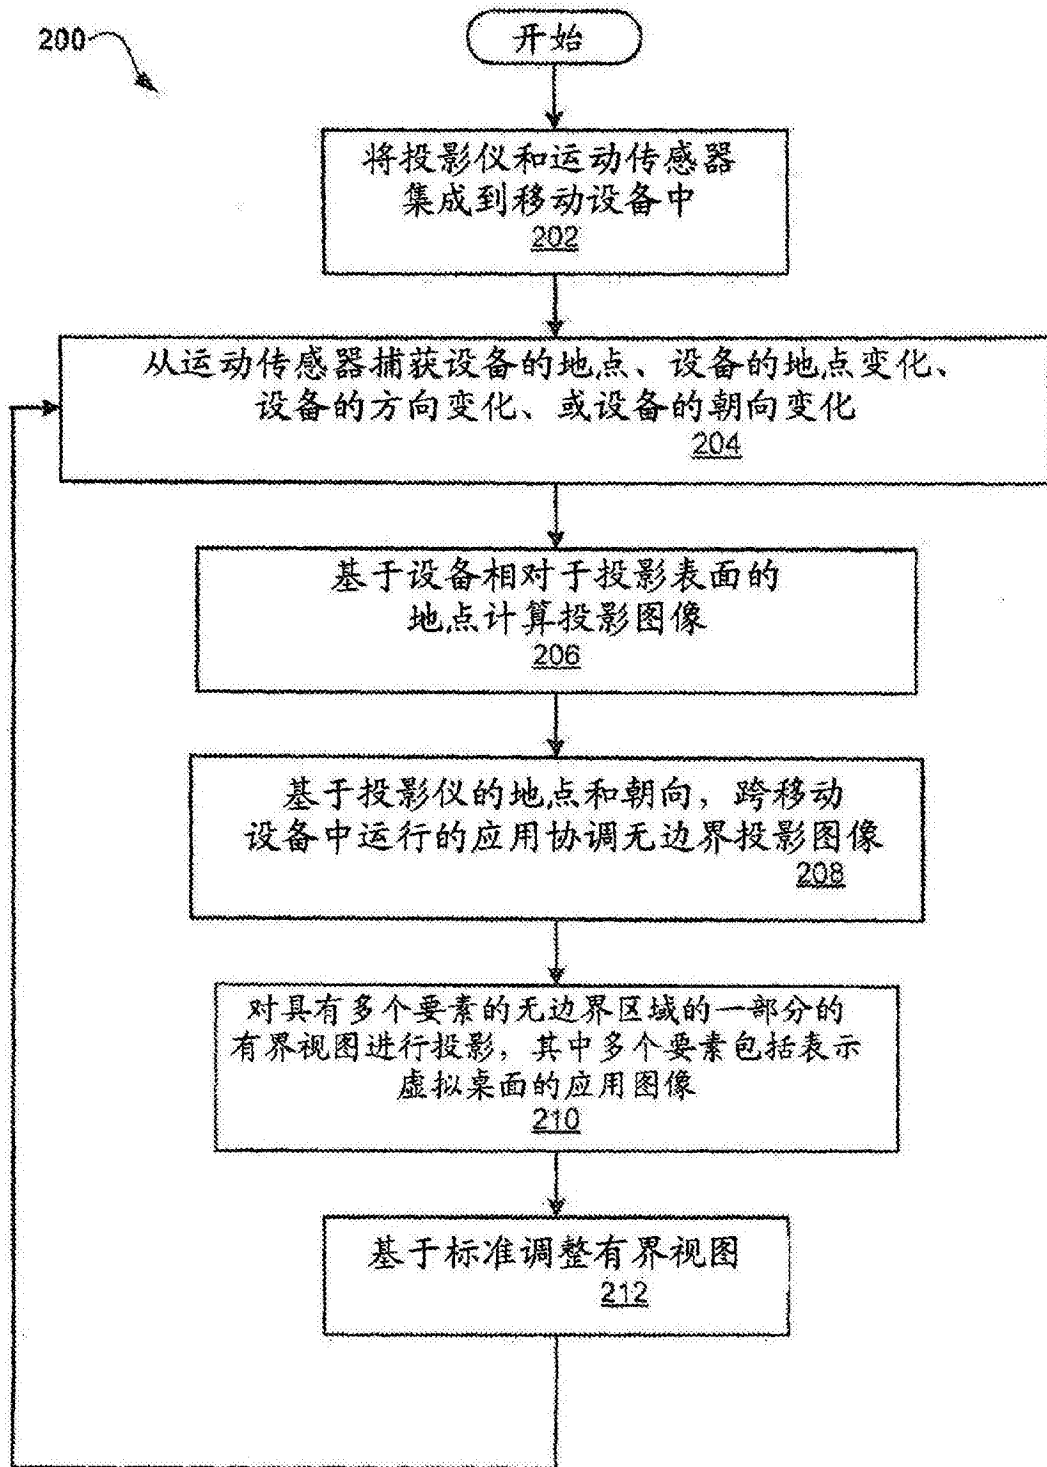 200
开始
将投影仪和运动传感器
集成到移动设备中
202
从运动传感器捕获设备的地点、设备的地点变化、
设备的方向变化、或设备的朝向变化
204
基于设备相对于投影表面的
地点计算投影图像
206
基于投影仪的地点和朝向，跨移动
设备中运行的应用协调无边界投影图像
208
对具有多个要素的无边界区域的一部分的
有界视图进行投影，其中多个要素包括表示
虚拟桌面的应用图像
210
基于标准调整有界视图
212